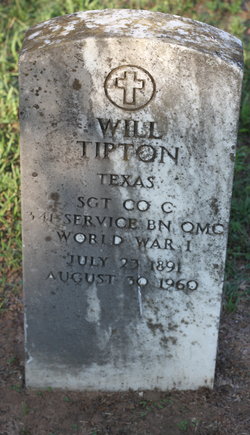 WILL
TIPTON
TEXAS
SGT CO C
341 SERVICE BN QMC
WORLD WAR I
JULY 23 1891
AUGUST 30 1960